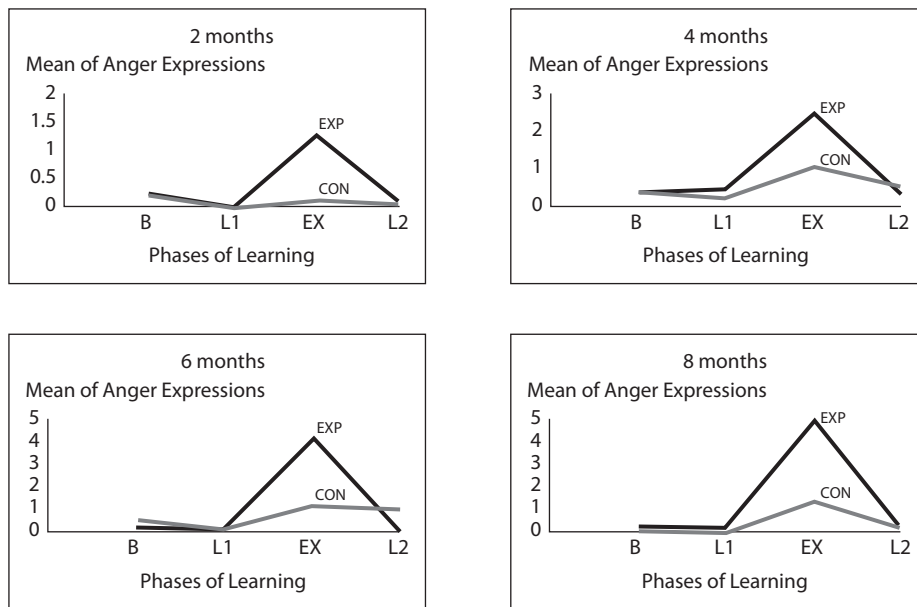 2 months
Mean of Anger Expressions
2
1.5
1
0.5
0
EXP
CON
B L1 EX L2
Phases of Learning
4 months
Mean of Anger Expressions
3
2
1
0
EXP
CON
B L1 EX L2
Phases of Learning
6 months
Mean of Anger Expressions
5
4
3
2
1
0
EXP
CON
B L1 EX L2
Phases of Learning
8 months
Mean of Anger Expressions
5
4
3
2
1
0
EXP
CON
B L1 EX L2
Phases of Learning